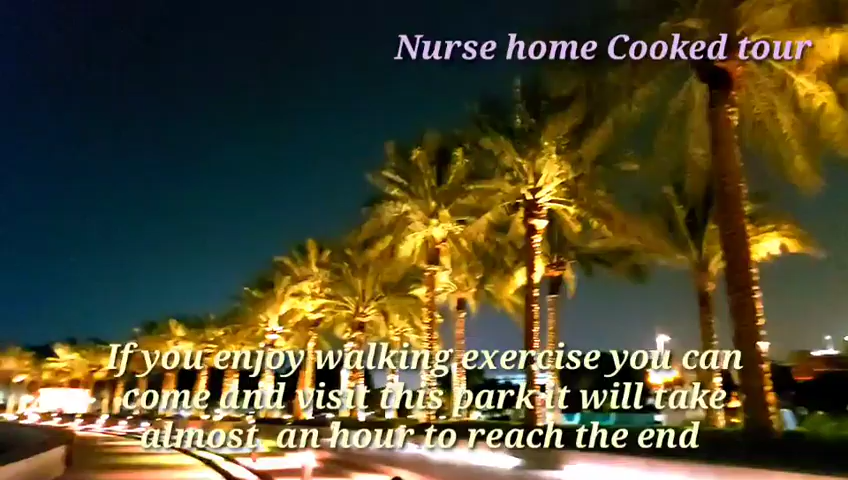 Nurse home Cooked tour
If you enjoy walking exercise you can
come and visit this park it will take
almost an hour to reach the end